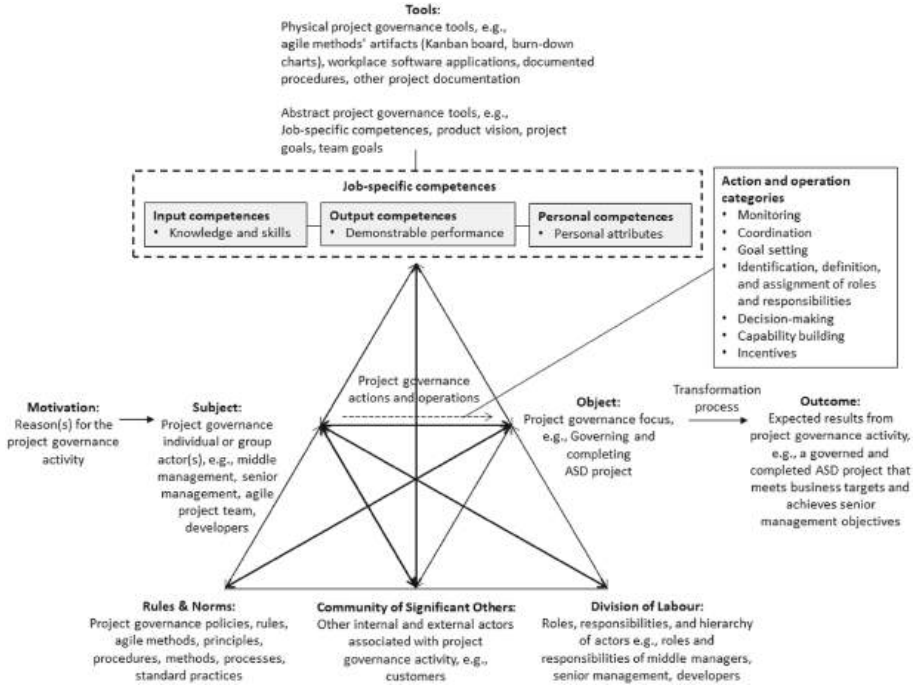 Tools:
Physical project governance tools, e.g.,
agile methods' artifacts (Kanban board, burn-down
charts), workplace software applications, documented
procedures, other project documentation
Abstract project governance tools, e.g.,
Job-specific competences, product vision, project
goals, team goals
Job-specific competences
Input competences
• Knowledge and skills
Output competences
• Demonstrable performance
Personal competences
• Personal attributes
Action and operation
categories
• Monitoring
• Coordination
• Goal setting
• Identification, definition,
and assignment of roles
and responsibilities
• Decision-making
• Capability building
• Incentives
Project governance
actions and operations
Motivation:
Reason(s) for the
project governance
activity
Subject:
Project governance
individual or group
actor(s), e.g., middle
management, senior
management, agile
project team,
developers
Object:
Project governance focus,
e.g., Governing and
completing
ASD project
Transformation
process
Outcome:
Expected results from
project governance activity,
e.g., a governed and
completed ASD project that
meets business targets and
achieves senior
management objectives
Rules & Norms:
Project governance policies, rules,
agile methods, principles,
procedures, methods, processes,
standard practices
Community of Significant Others:
Other internal and external actors
associated with project
governance activity, e.g.,
customers
Division of Labour:
Roles, responsibilities, and hierarchy
of actors e.g., roles and
responsibilities of middle managers,
senior management, developers